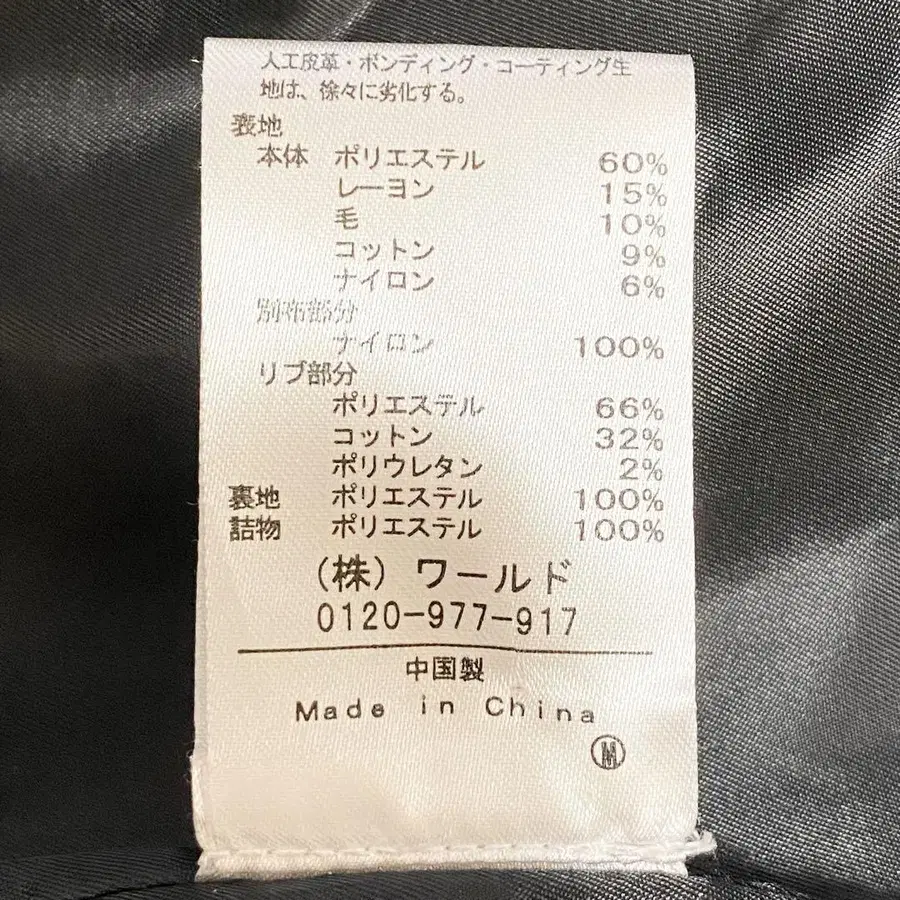 人工皮革・ボンディング・コーティング生
地は、徐々に劣化する。
表地
本体 ポリエステル 60%
レーヨン 15%
毛 10%
コットン 9%
ナイロン 6%
別布部分
ナイロン 100%
リブ部分
ポリエステル 66%
コットン 32%
ポリウレタン 2%
裏地 ポリエステル 100%
詰物 ポリエステル 100%
(株) ワールド
0120-977-917
中国製
Made in China
M